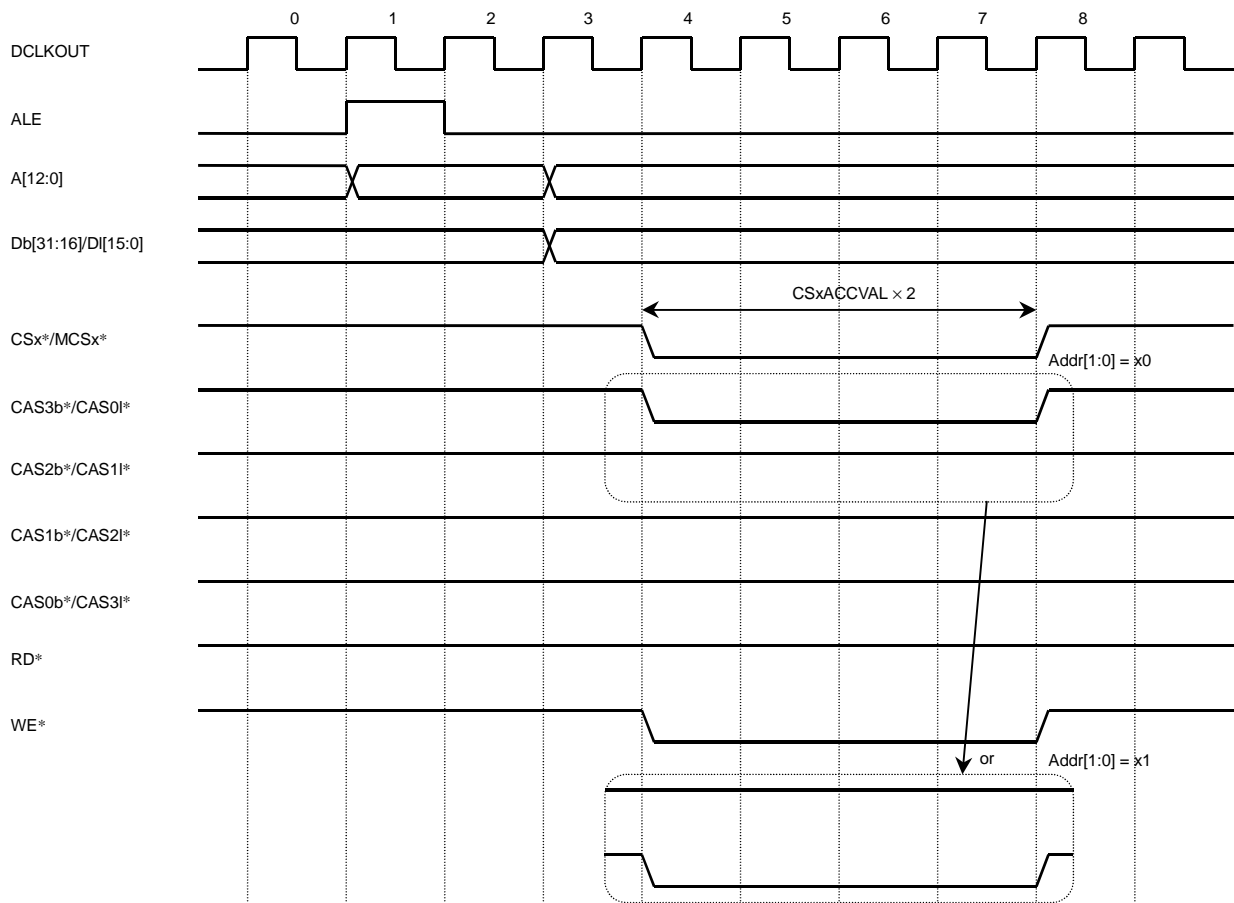 0 1 2 3 4 5 6 7 8
DCLKOUT
ALE
A[12:0]
Db[31:16]/Dl[15:0]
CSxACCVAL × 2
CSx*/MCSx*
Addr[1:0] = x0
CAS3b*/CAS0l*
CAS2b*/CAS1l*
CAS1b*/CAS2l*
CAS0b*/CAS3l*
RD*
WE*
or Addr[1:0] = x1